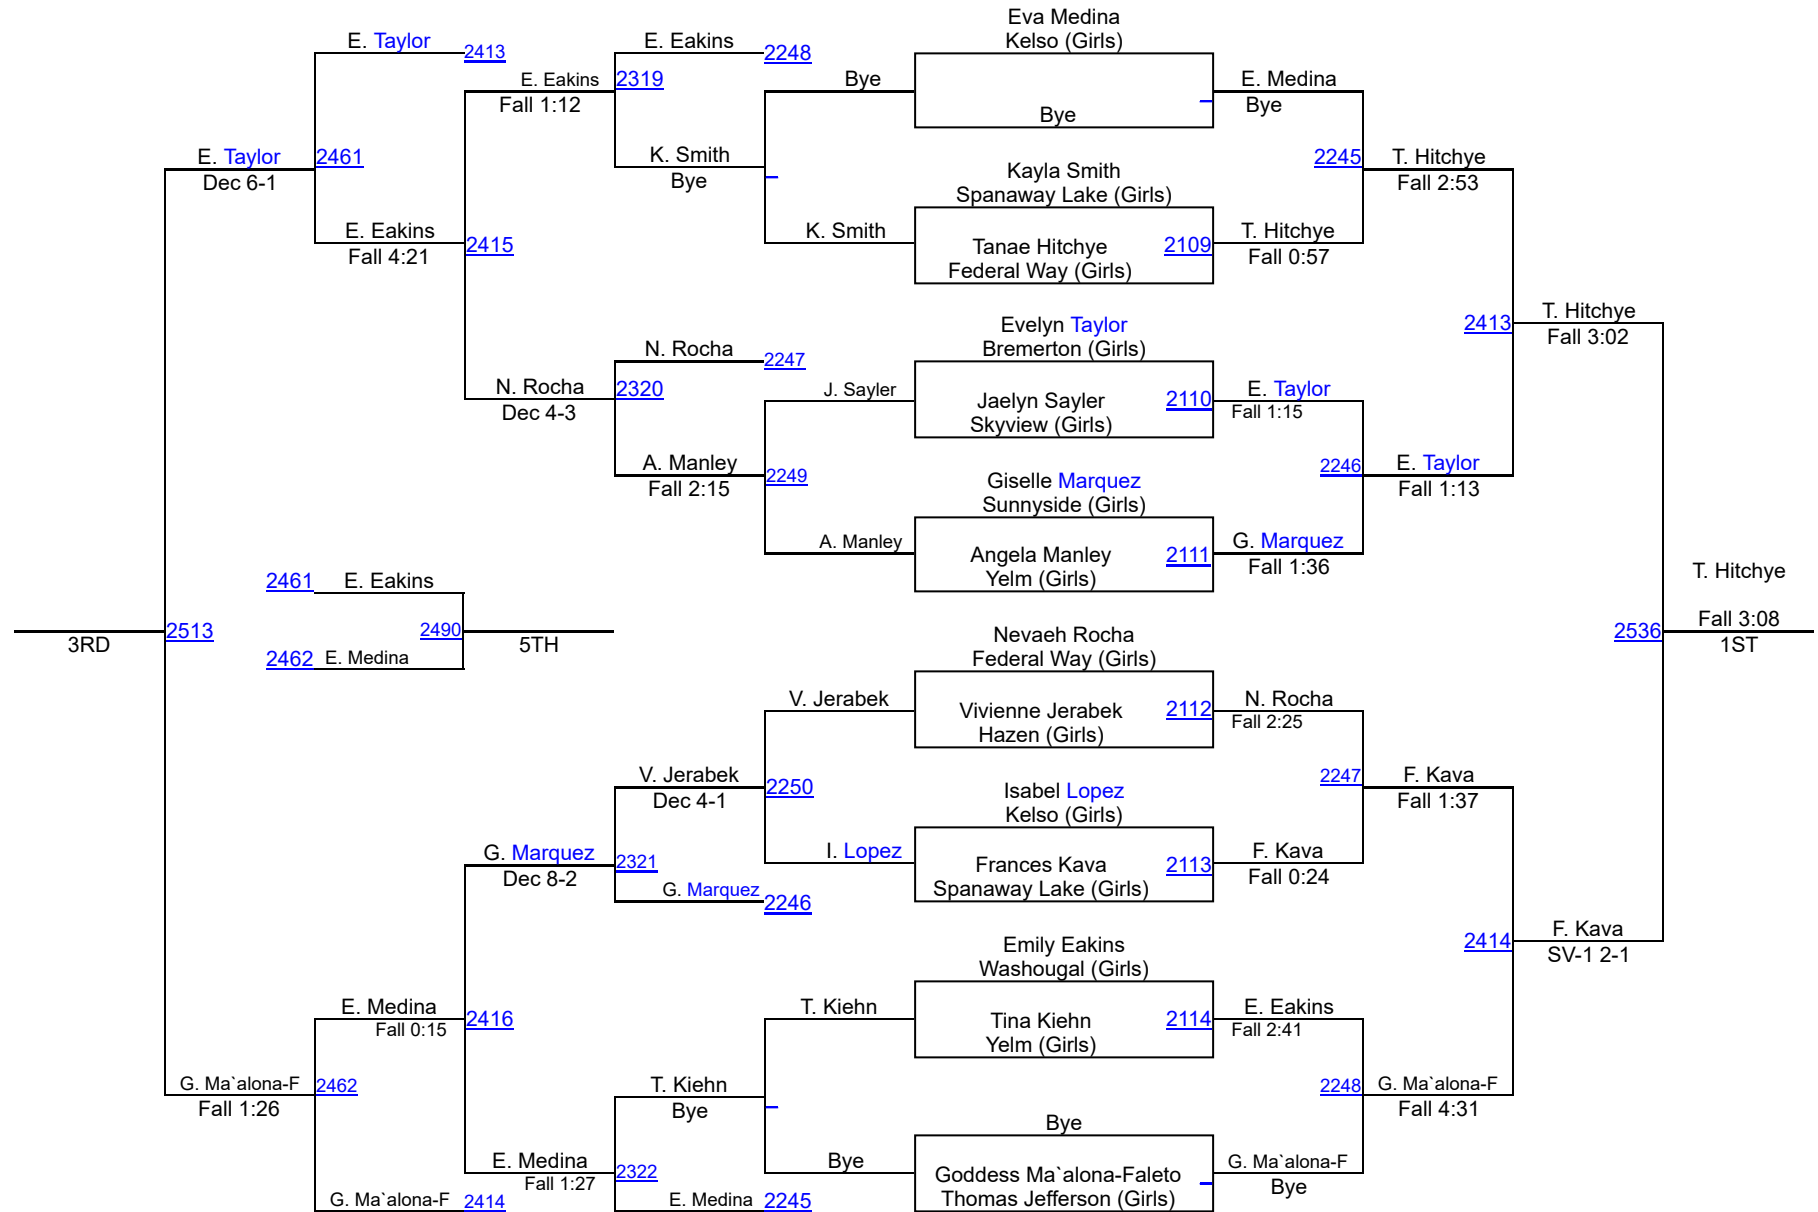 Eva Medina
Kelso (Girls)
Bye
Kayla Smith
Spanaway Lake (Girls)
Tanae Hitchye
Federal Way (Girls)
2109
Evelyn Taylor
Bremerton (Girls)
Jaelyn Sayler
Skyview (Girls)
2110
Giselle Marquez
Sunnyside (Girls)
Angela Manley
Yelm (Girls)
2111
Nevaeh Rocha
Federal Way (Girls)
Vivienne Jerabek
Hazen (Girls)
2112
Isabel Lopez
Kelso (Girls)
Frances Kava
Spanaway Lake (Girls)
2113
Emily Eakins
Washougal (Girls)
Tina Kiehn
Yelm (Girls)
2114
Bye
Goddess Ma`alona-Faleto
Thomas Jefferson (Girls)
E. Medina
Bye
T. Hitchye
Fall 0:57
E. Taylor
Fall 1:15
G. Marquez
Fall 1:36
N. Rocha
Fall 2:25
F. Kava
Fall 0:24
E. Eakins
Fall 2:41
G. Ma`alona-F
Bye
2245
T. Hitchye
Fall 2:53
2246
E. Taylor
Fall 1:13
2247
F. Kava
Fall 1:37
2248
G. Ma`alona-F
Fall 4:31
2413
T. Hitchye
Fall 3:02
2414
F. Kava
SV-1 2-1
T. Hitchye
2536
Fall 3:08
1ST
Bye
K. Smith
J. Sayler
A. Manley
V. Jerabek
I. Lopez
T. Kiehn
Bye
E. Eakins
2248
K. Smith
Bye
N. Rocha
2247
A. Manley
Fall 2:15
2249
V. Jerabek
Dec 4-1
2250
G. Marquez
2246
T. Kiehn
Bye
E. Medina
2245
E. Eakins
Fall 1:12
2319
N. Rocha
Dec 4-3
2320
G. Marquez
Dec 8-2
2321
E. Medina
Fall 1:27
2322
E. Taylor
2413
E. Eakins
Fall 4:21
2415
E. Medina
Fall 0:15
2416
G. Ma`alona-F
2414
E. Taylor
Dec 6-1
2461
G. Ma`alona-F
Fall 1:26
2462
2461
E. Eakins
2462
E. Medina
2490
5TH
3RD
2513